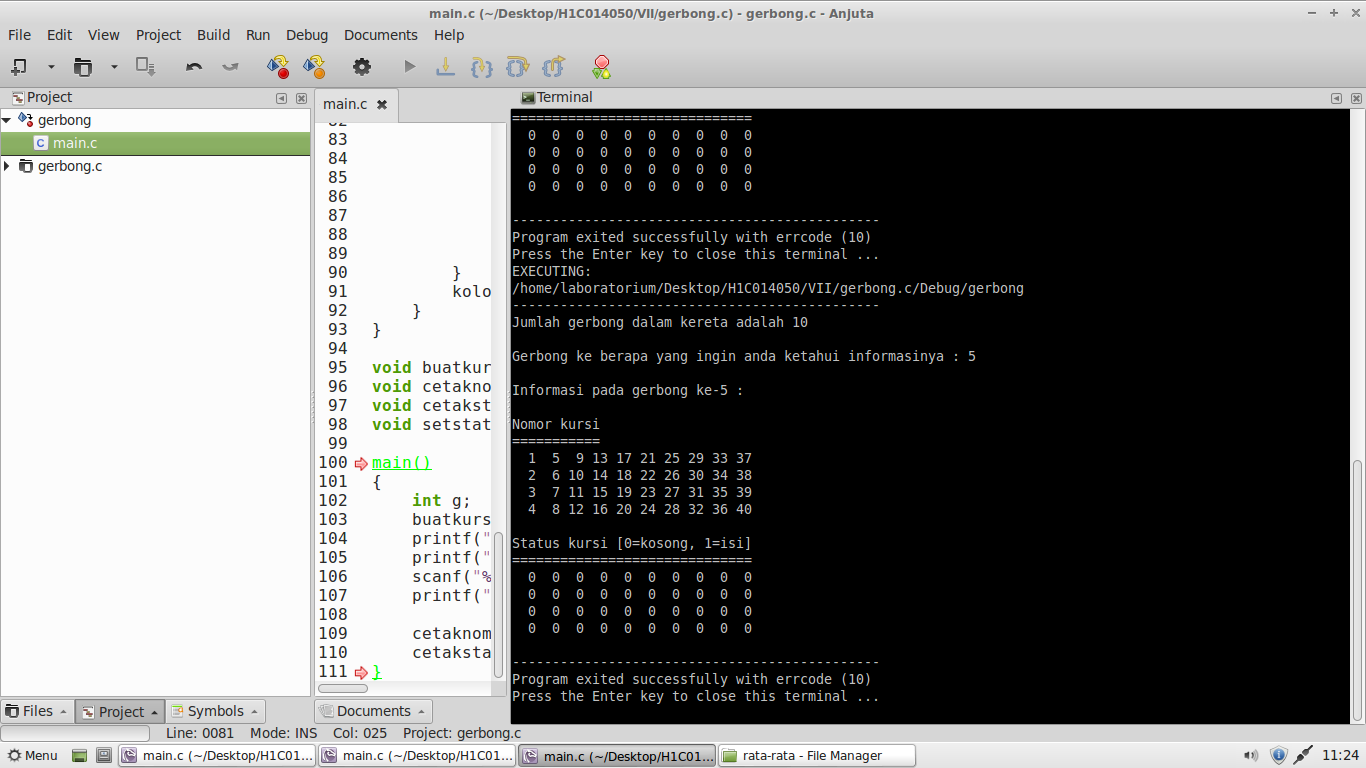 main.c (~/Desktop/H1C014050/VII/gerbong.c) - gerbong.c - Anjuta
File Edit View Project Build Run Debug Documents Help
Project
gerbong
main.c
gerbong.c
main.c
83
84
85
86
87
88
89
90 }
91 kolo
92 }
93 }
94
95 void buatkur
96 void cetakno
97 void cetakst
98 void setstat
99
100 main()
101 {
102 int g;
103 buatkurs
104 printf("
105 printf("
106 scanf("%
107 printf("
108
109 cetaknom
110 cetaksta
111 }
Terminal
==============================
0 0 0 0 0 0 0 0 0 0
0 0 0 0 0 0 0 0 0 0
0 0 0 0 0 0 0 0 0 0
0 0 0 0 0 0 0 0 0 0
----------------------------------------------
Program exited successfully with errcode (10)
Press the Enter key to close this terminal ...
EXECUTING:
/home/laboratorium/Desktop/H1C014050/VII/gerbong.c/Debug/gerbong
----------------------------------------------
Jumlah gerbong dalam kereta adalah 10
Gerbong ke berapa yang ingin anda ketahui informasinya : 5
Informasi pada gerbong ke-5 :
Nomor kursi
===========
1 5 9 13 17 21 25 29 33 37
2 6 10 14 18 22 26 30 34 38
3 7 11 15 19 23 27 31 35 39
4 8 12 16 20 24 28 32 36 40
Status kursi [0=kosong, 1=isi]
==============================
0 0 0 0 0 0 0 0 0 0
0 0 0 0 0 0 0 0 0 0
0 0 0 0 0 0 0 0 0 0
0 0 0 0 0 0 0 0 0 0
----------------------------------------------
Program exited successfully with errcode (10)
Press the Enter key to close this terminal ...
Files Project Symbols Documents
Line: 0081 Mode: INS Col: 025 Project: gerbong.c
Menu main.c (~/Desktop/H1C01... main.c (~/Desktop/H1C01... main.c (~/Desktop/H1C01... rata-rata - File Manager 11:24